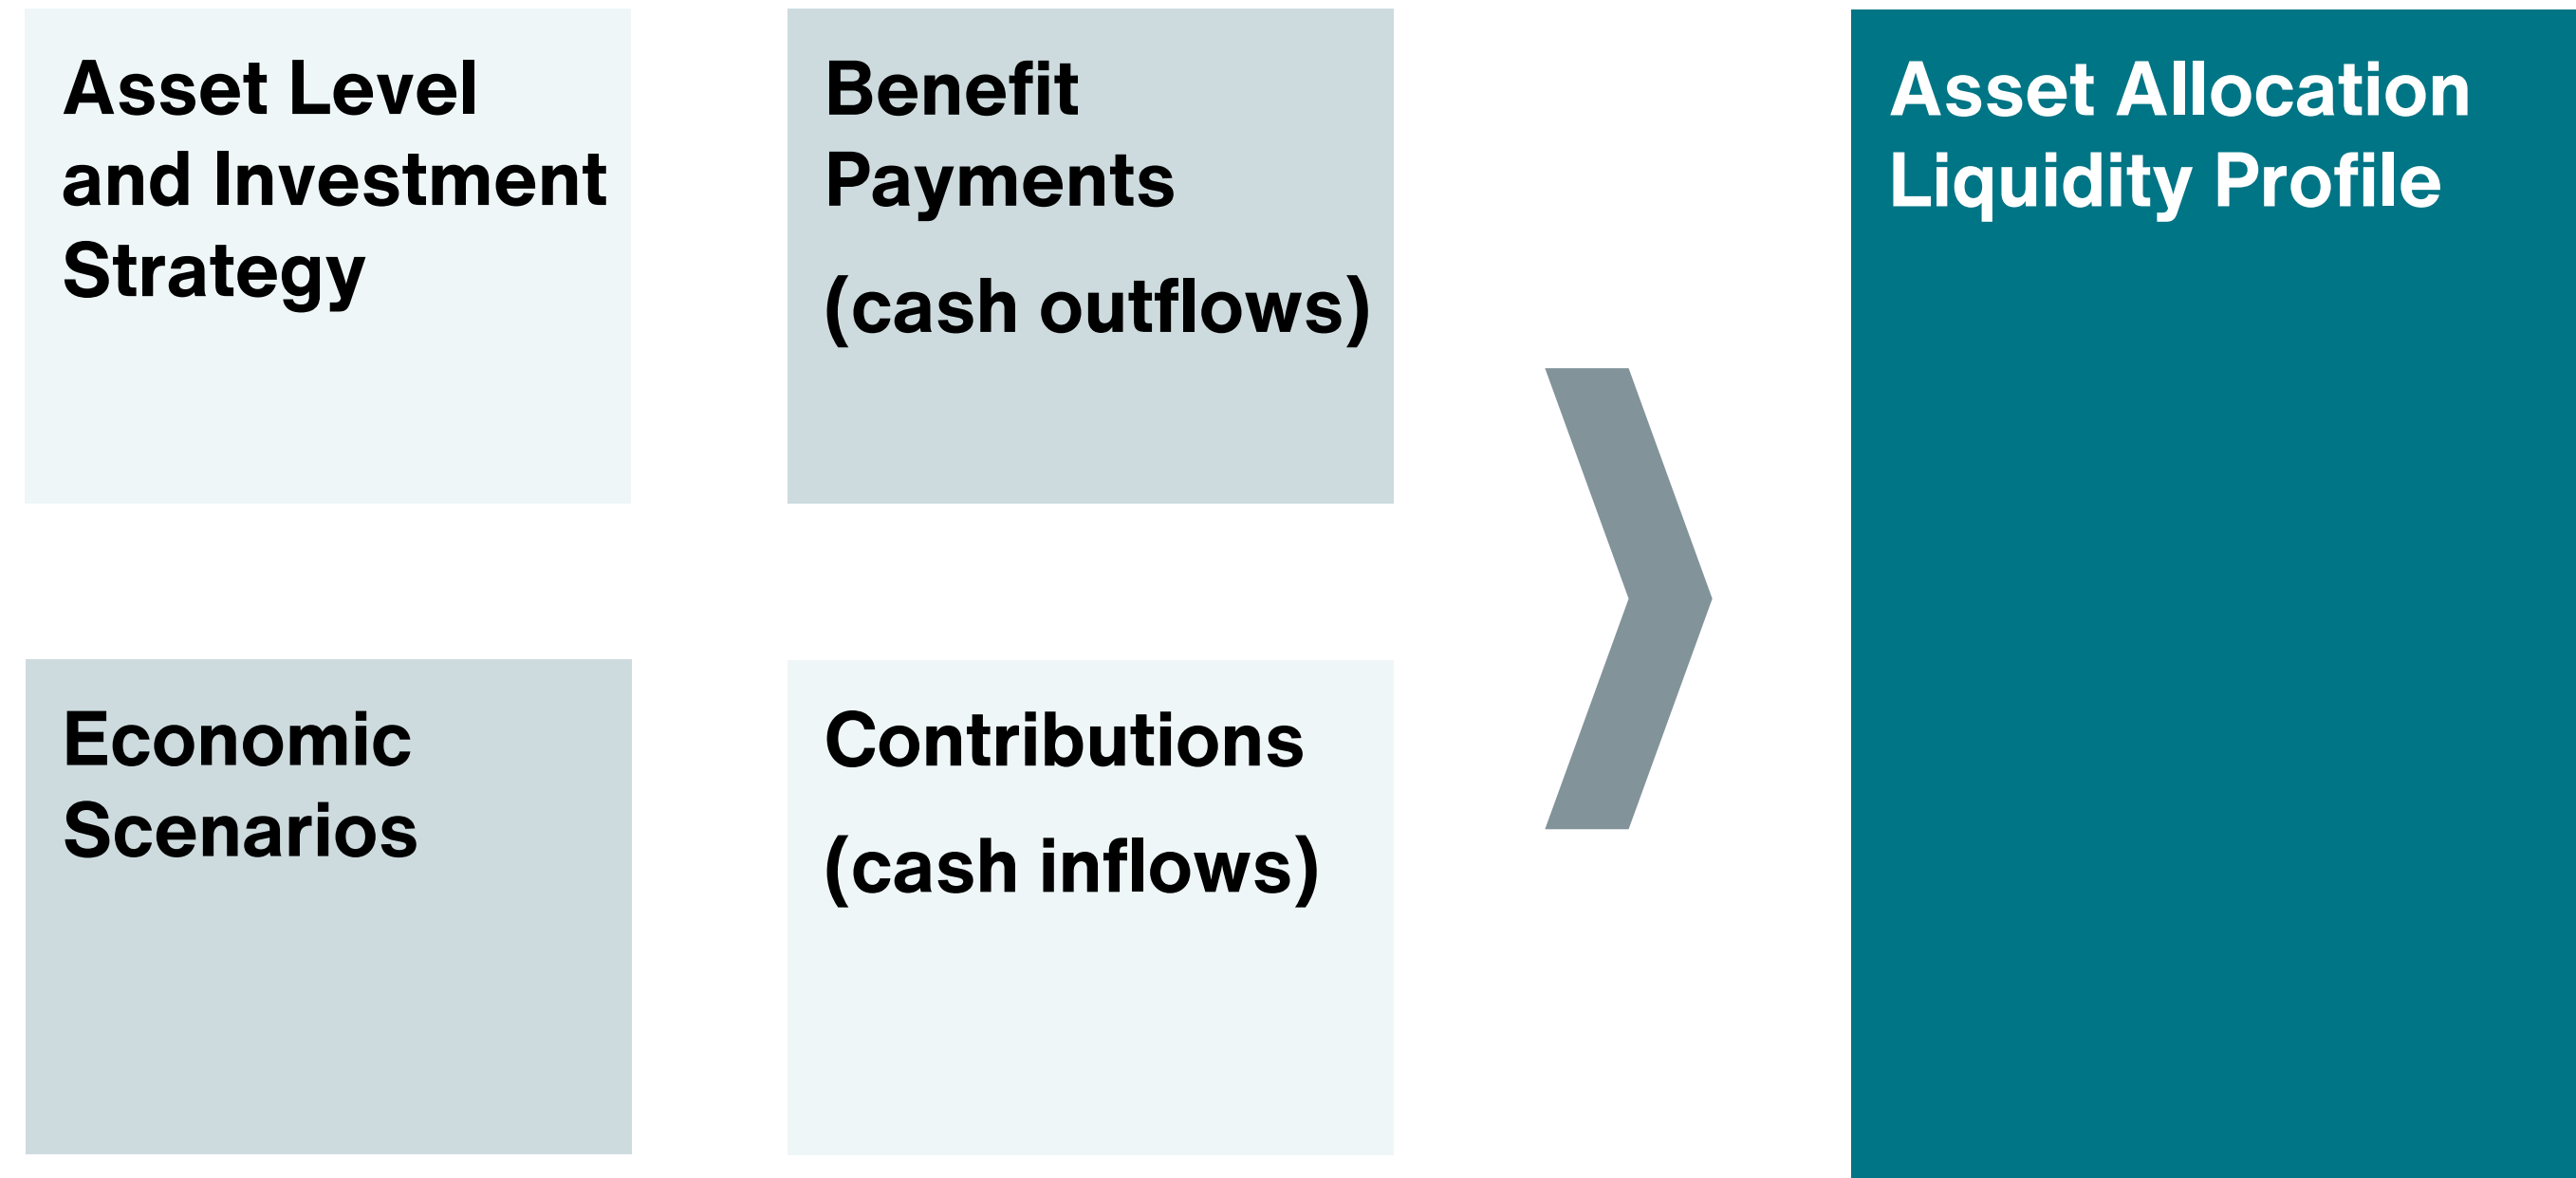 Asset Level
and Investment
Strategy
Benefit
Payments
(cash outflows)
Economic
Scenarios
Contributions
(cash inflows)
Asset Allocation
Liquidity Profile